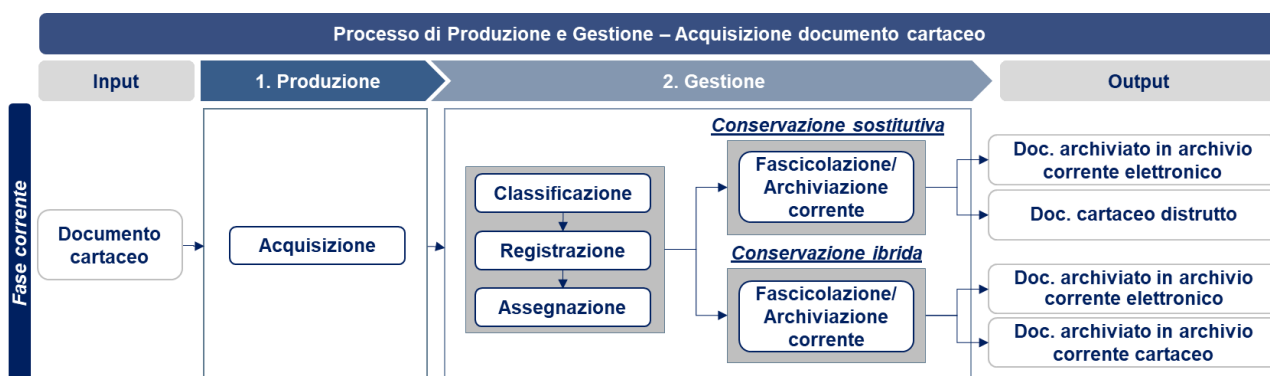 Processo di Produzione e Gestione – Acquisizione documento cartaceo
Input
1. Produzione
2. Gestione
Output
Fase corrente
Documento
cartaceo
Acquisizione
Classificazione
Registrazione
Assegnazione
Conservazione sostitutiva
Fascicolazione/
Archiviazione
corrente
Conservazione ibrida
Fascicolazione/
Archiviazione
corrente
Doc. archiviato in archivio
corrente elettronico
Doc. cartaceo distrutto
Doc. archiviato in archivio
corrente elettronico
Doc. archiviato in archivio
corrente cartaceo